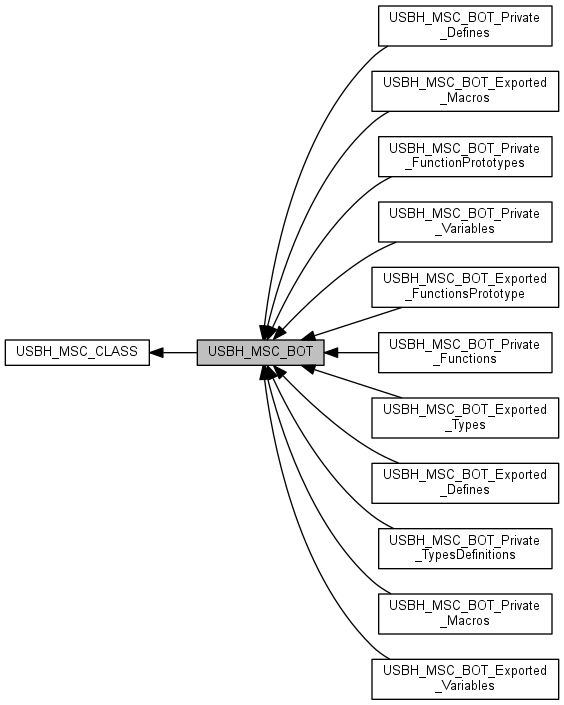 USBH_MSC_BOT_Private
_Defines
USBH_MSC_BOT_Exported
_Macros
USBH_MSC_BOT_Private
_FunctionPrototypes
USBH_MSC_BOT_Private
_Variables
USBH_MSC_BOT_Exported
_FunctionsPrototype
USBH_MSC_CLASS
USBH_MSC_BOT
USBH_MSC_BOT_Private
_Functions
USBH_MSC_BOT_Exported
_Types
USBH_MSC_BOT_Exported
_Defines
USBH_MSC_BOT_Private
_TypesDefinitions
USBH_MSC_BOT_Private
_Macros
USBH_MSC_BOT_Exported
_Variables